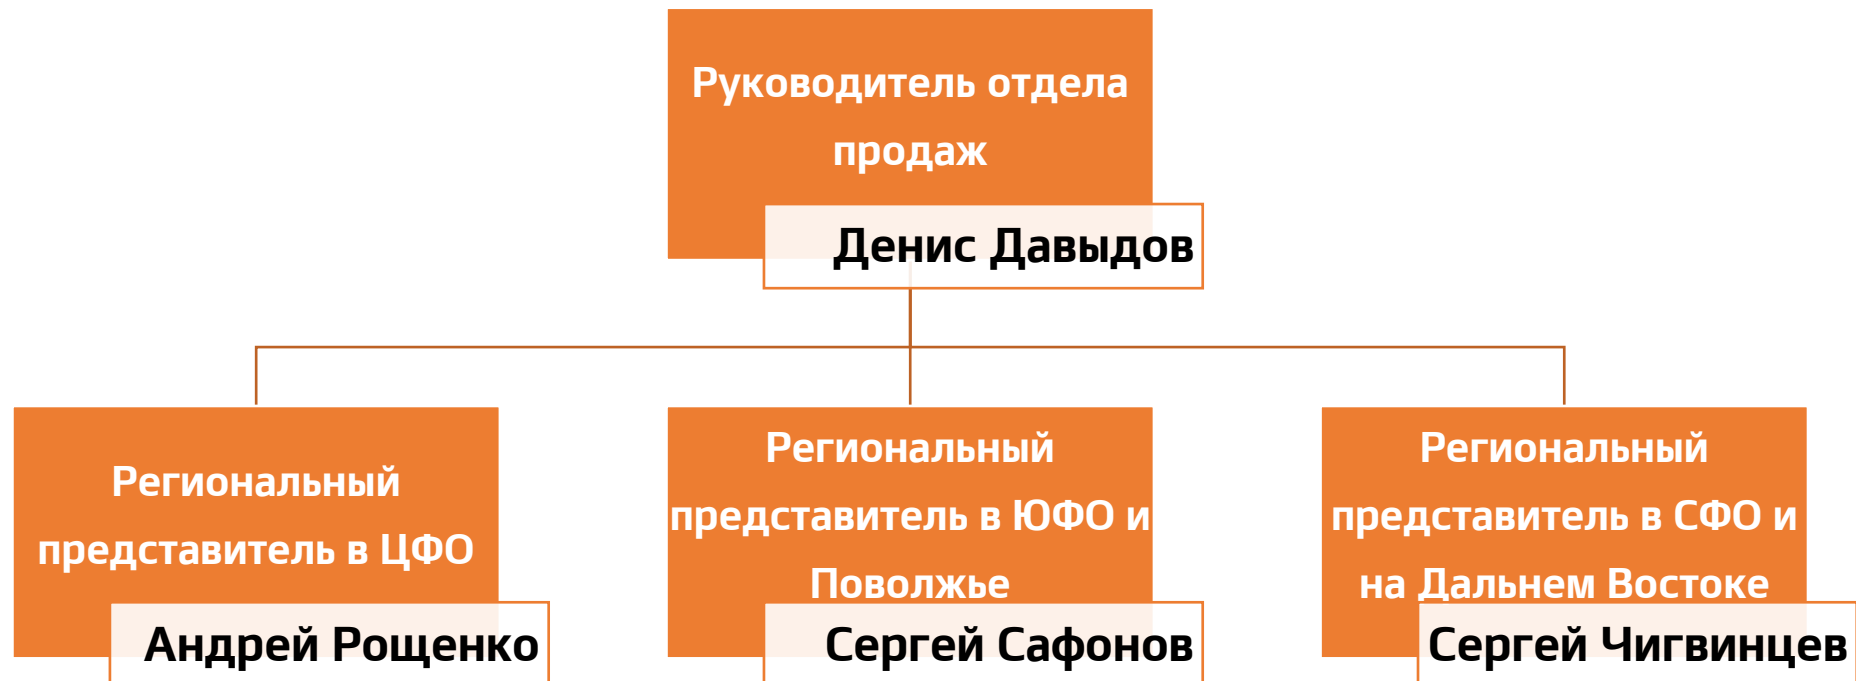 Руководитель отдела
продаж
Денис Давыдов
Региональный
представитель в ЦФО
Андрей Рощенко
Региональный
представитель в ЮФО и
Поволжье
Сергей Сафонов
Региональный
представитель в СФО и
на Дальнем Востоке
Сергей Чигвинцев